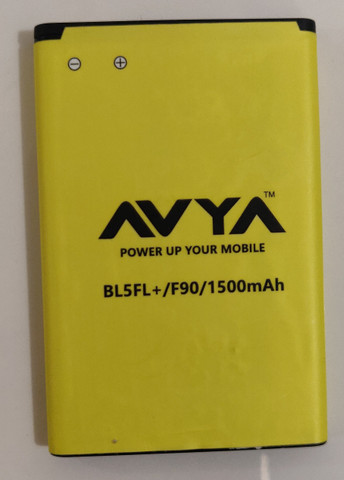 ⊖ ⊕
AVYA™
POWER UP YOUR MOBILE
BL5FL+/F90/1500mAh